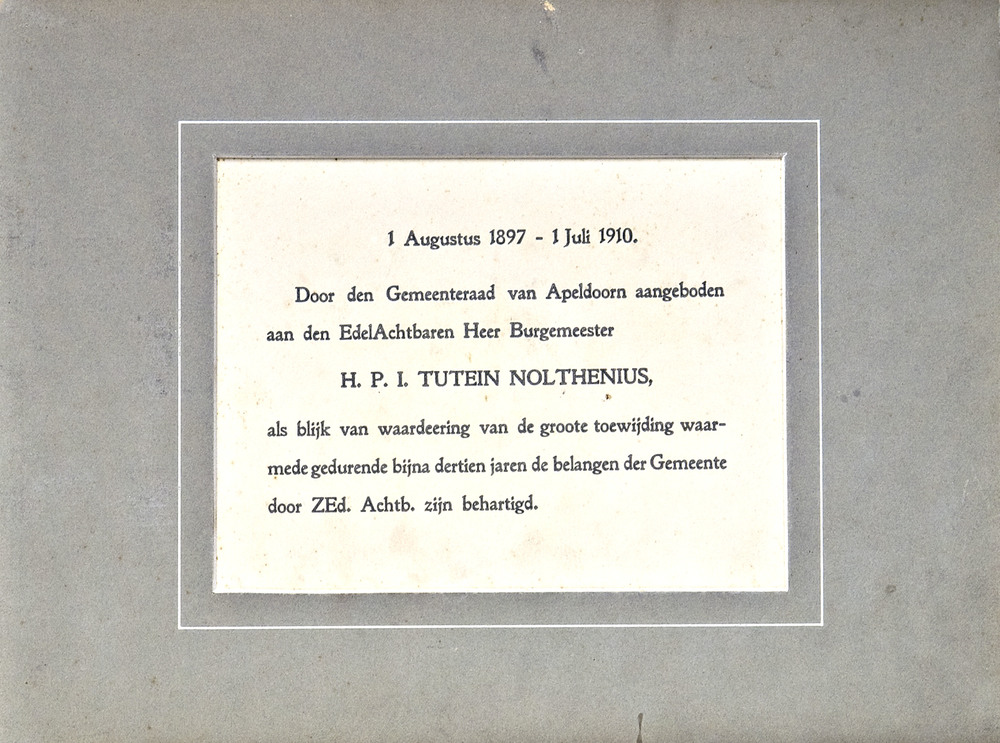 1 Augustus 1897 - 1 Juli 1910.
Door den Gemeenteraad van Apeldoorn aangeboden
aan den EdelAchtbaren Heer Burgemeester
H. P. I. TUTEIN NOLTHENIUS,
als blijk van waardeering van de groote toewijding waar-
mede gedurende bijna dertien jaren de belangen der Gemeente
door ZEd. Achtb. zijn behartigd.